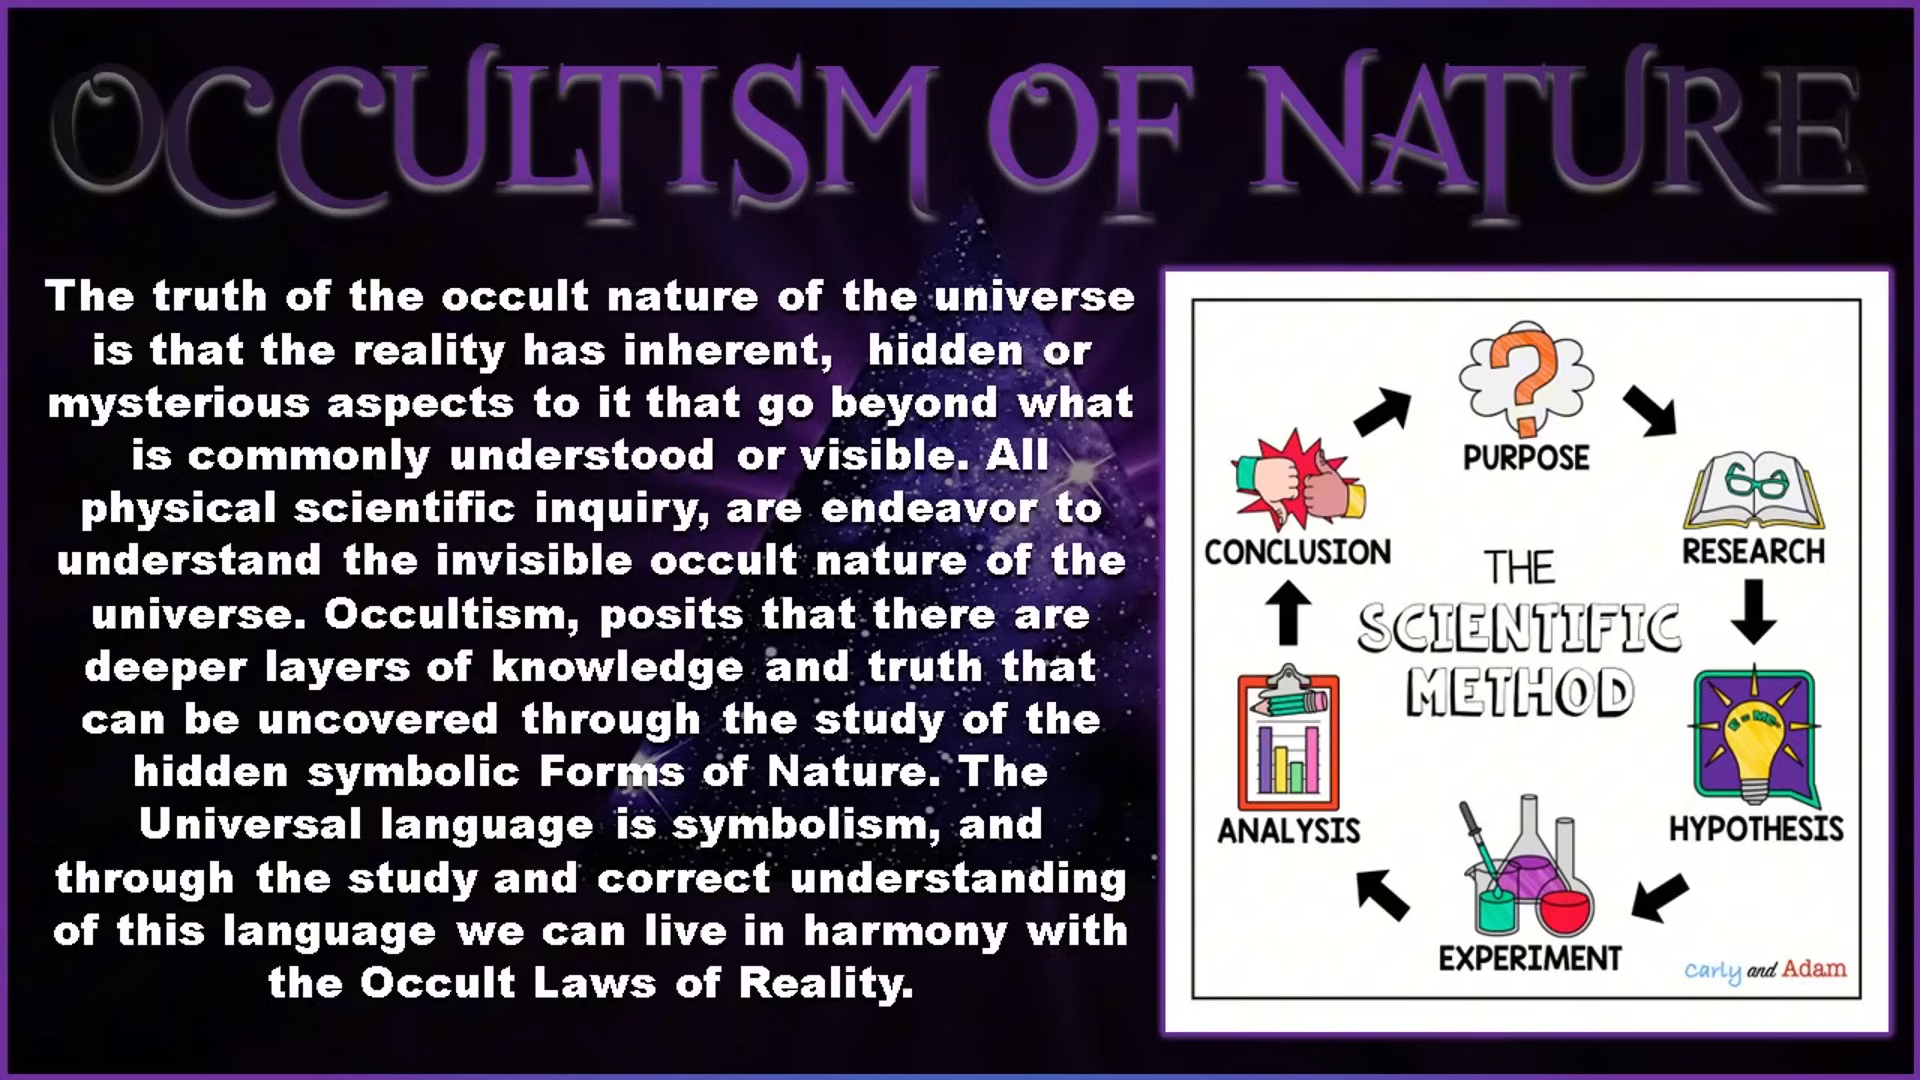 OCCULTISM OF NATURE
The truth of the occult nature of the universe
is that the reality has inherent, hidden or
mysterious aspects to it that go beyond what
is commonly understood or visible. All
physical scientific inquiry, are endeavor to
understand the invisible occult nature of the
universe. Occultism, posits that there are
deeper layers of knowledge and truth that
can be uncovered through the study of the
hidden symbolic Forms of Nature. The
Universal language is symbolism, and
through the study and correct understanding
of this language we can live in harmony with
the Occult Laws of Reality.
PURPOSE
RESEARCH
HYPOTHESIS
E=MC²
EXPERIMENT
ANALYSIS
CONCLUSION
THE
SCIENTIFIC
METHOD
Carly and Adam